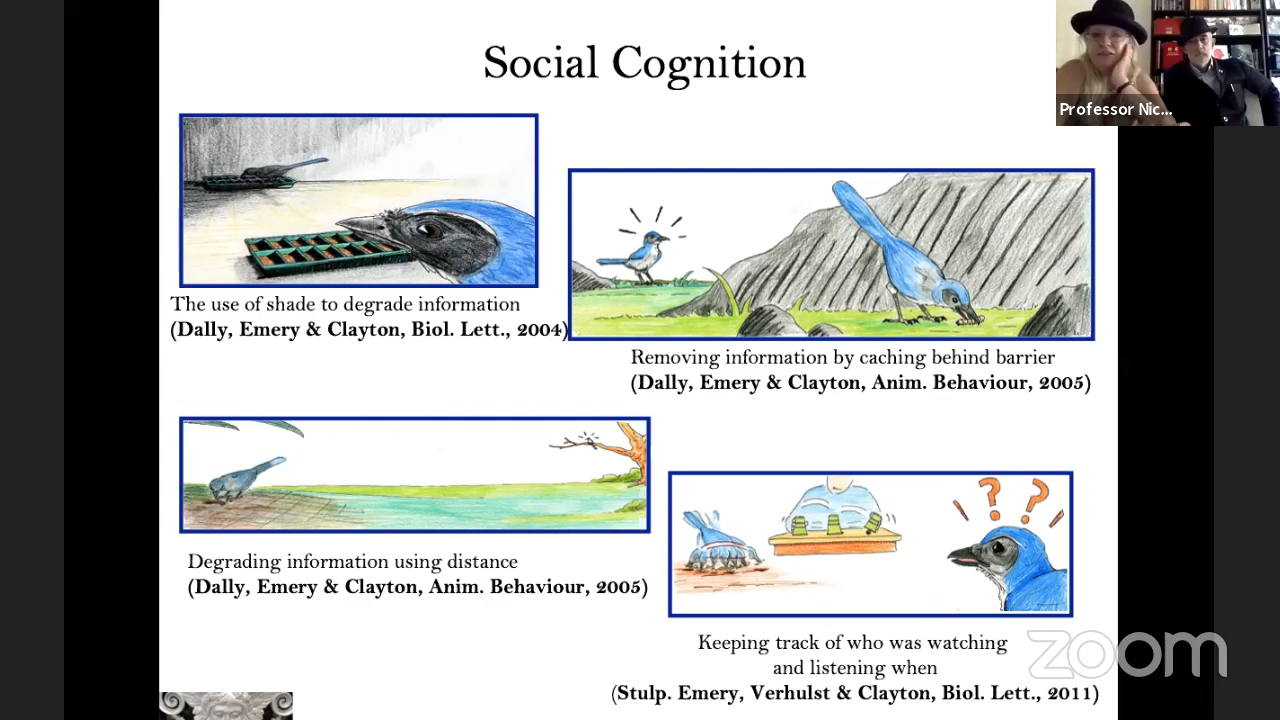 Social Cognition
Professor Nic...
The use of shade to degrade information
(Dally, Emery & Clayton, Biol. Lett., 2004)
Removing information by caching behind barrier
(Dally, Emery & Clayton, Anim. Behaviour, 2005)
Degrading information using distance
(Dally, Emery & Clayton, Anim. Behaviour, 2005)
? ?
Keeping track of who was watching
and listening when
(Stulp. Emery, Verhulst & Clayton, Biol. Lett., 2011)
zoom